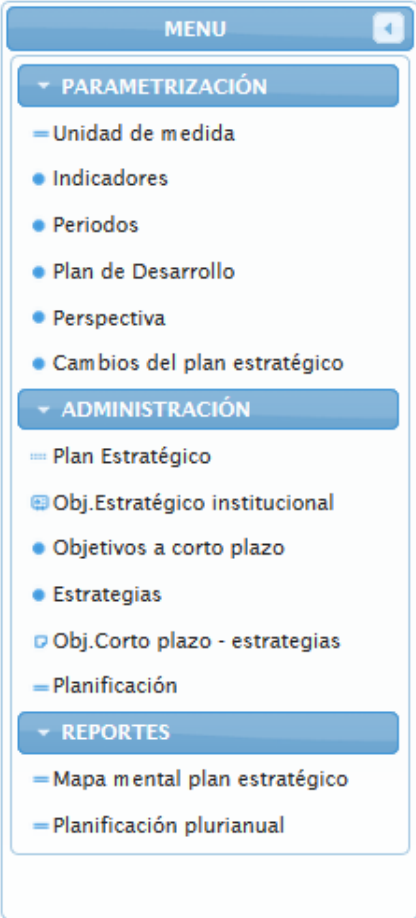 MENU
PARAMETRIZACIÓN
Unidad de medida
Indicadores
Periodos
Plan de Desarrollo
Perspectiva
Cambios del plan estratégico
ADMINISTRACIÓN
Plan Estratégico
Obj.Estratégico institucional
Objetivos a corto plazo
Estrategias
Obj.Corto plazo - estrategias
Planificación
REPORTES
Mapa mental plan estratégico
Planificación plurianual